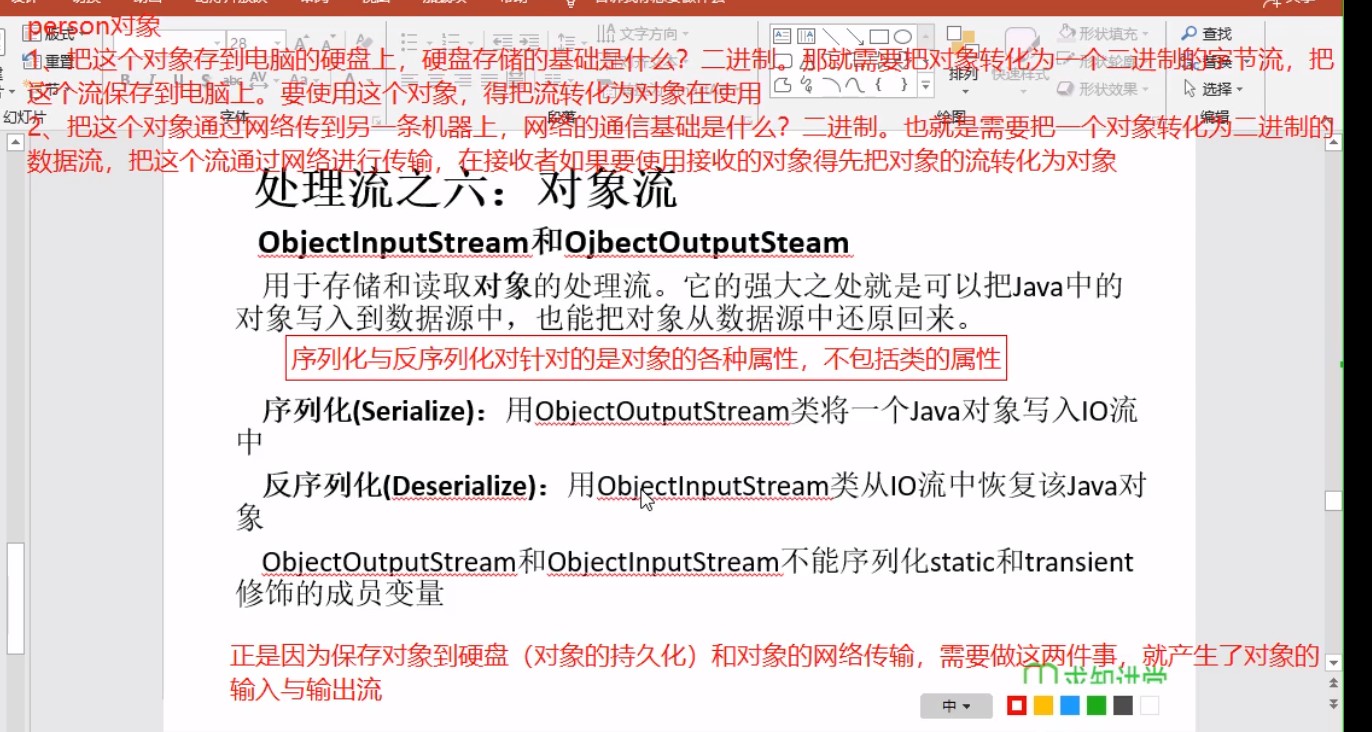 person对象
1、把这个对象存到电脑的硬盘上，硬盘存储的基础是什么？二进制。那就需要把对象转化为一个二进制的字节流，把
这个流保存到电脑上。要使用这个对象，得把流转化为对象在使用
2、把这个对象通过网络传到另一条机器上，网络的通信基础是什么？二进制。也就是需要把一个对象转化为二进制的
数据流，把这个流通过网络进行传输，在接收者如果要使用接收的对象得先把对象的流转化为对象
版式
重置
28
文字方向
排列
快速样式
形状填充
形状效果
查找
替换
选择
幻灯片
字体
段落
绘图
编辑
处理流之六：对象流
ObjectInputStream和OjbectOutputSteam
用于存储和读取对象的处理流。它的强大之处就是可以把Java中的
对象写入到数据源中，也能把对象从数据源中还原回来。
序列化与反序列化对针对的是对象的各种属性，不包括类的属性
序列化(Serialize)：用ObjectOutputStream类将一个Java对象写入IO流
中
反序列化(Deserialize)：用ObjectInputStream类从IO流中恢复该Java对
象
ObjectOutputStream和ObjectInputStream不能序列化static和transient
修饰的成员变量
正是因为保存对象到硬盘（对象的持久化）和对象的网络传输，需要做这两件事，就产生了对象的
输入与输出流
求知讲堂
中